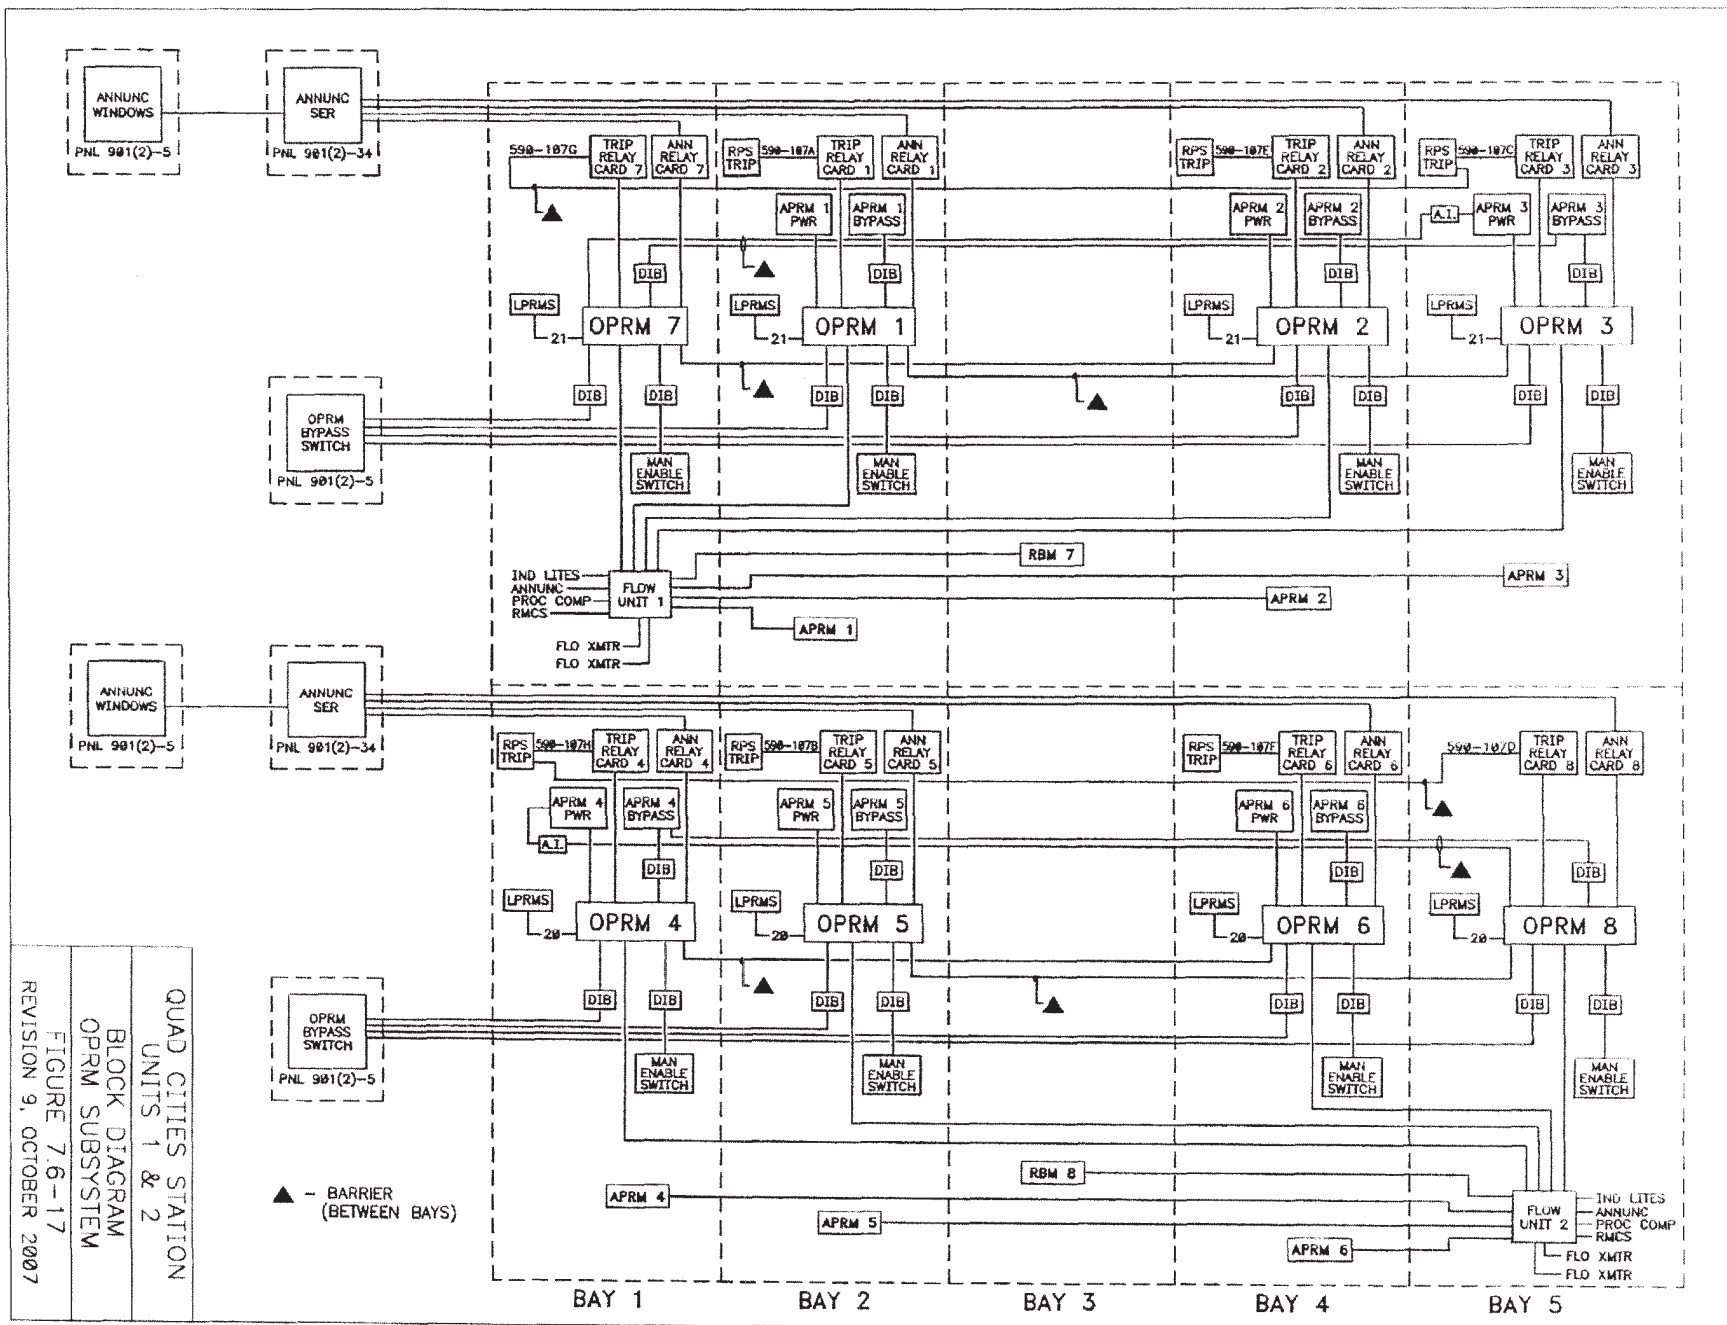 ANNUNC
WINDOWS
PNL 901(2)-5
ANNUNC
SER
PNL 901(2)-34
590-107G
TRIP
RELAY
CARD 7
ANN
RELAY
CARD 7
RPS
TRIP
590-107A
TRIP
RELAY
CARD 1
ANN
RELAY
CARD 1
RPS
TRIP
590-107E
TRIP
RELAY
CARD 2
ANN
RELAY
CARD 2
RPS
TRIP
590-107C
TRIP
RELAY
CARD 3
ANN
RELAY
CARD 3
APRM 1
PWR
APRM 1
BYPASS
APRM 2
PWR
APRM 2
BYPASS
A.I.
APRM 3
PWR
APRM 3
BYPASS
DIB
DIB
DIB
DIB
LPRMS
21
OPRM 7
LPRMS
21
OPRM 1
LPRMS
21
OPRM 2
LPRMS
21
OPRM 3
DIB
DIB
DIB
DIB
DIB
DIB
DIB
DIB
OPRM
BYPASS
SWITCH
PNL 901(2)-5
MAN
ENABLE
SWITCH
MAN
ENABLE
SWITCH
MAN
ENABLE
SWITCH
MAN
ENABLE
SWITCH
RBM 7
IND LITES
ANNUNC
PROC COMP
RMCS
FLOW
UNIT 1
APRM 3
APRM 2
APRM 1
FLO XMTR
FLO XMTR
ANNUNC
WINDOWS
PNL 901(2)-5
ANNUNC
SER
PNL 901(2)-34
RPS
TRIP
590-107H
TRIP
RELAY
CARD 4
ANN
RELAY
CARD 4
RPS
TRIP
590-107B
TRIP
RELAY
CARD 5
ANN
RELAY
CARD 5
RPS
TRIP
590-107F
TRIP
RELAY
CARD 6
ANN
RELAY
CARD 6
590-107D
TRIP
RELAY
CARD 8
ANN
RELAY
CARD 8
APRM 4
PWR
APRM 4
BYPASS
APRM 5
PWR
APRM 5
BYPASS
APRM 6
PWR
APRM 6
BYPASS
A.I.
DIB
DIB
DIB
DIB
LPRMS
20
OPRM 4
LPRMS
20
OPRM 5
LPRMS
20
OPRM 6
LPRMS
20
OPRM 8
DIB
DIB
DIB
DIB
DIB
DIB
DIB
DIB
OPRM
BYPASS
SWITCH
PNL 901(2)-5
MAN
ENABLE
SWITCH
MAN
ENABLE
SWITCH
MAN
ENABLE
SWITCH
MAN
ENABLE
SWITCH
RBM 8
APRM 4
APRM 5
APRM 6
FLOW
UNIT 2
IND LITES
ANNUNC
PROC COMP
RMCS
FLO XMTR
FLO XMTR
- BARRIER
(BETWEEN BAYS)
BAY 1
BAY 2
BAY 3
BAY 4
BAY 5
QUAD CITIES STATION
UNITS 1 & 2
BLOCK DIAGRAM
OPRM SUBSYSTEM
FIGURE 7.6-17
REVISION 9, OCTOBER 2007